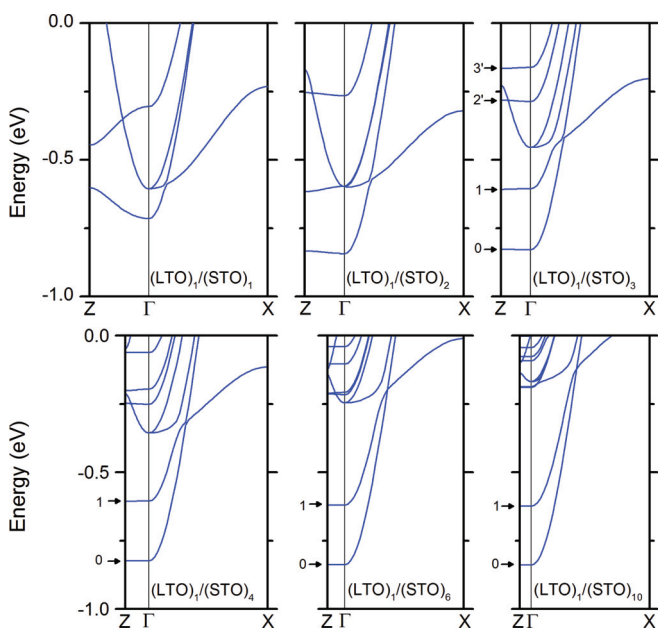 0.0
-0.5
-1.0
Energy (eV)
(LTO)1/(STO)1
Z Γ X
(LTO)1/(STO)2
Z Γ X
3'
2'
1
0
(LTO)1/(STO)3
Z Γ X
0.0
-0.5
-1.0
Energy (eV)
1
0
(LTO)1/(STO)4
Z Γ X
1
0
(LTO)1/(STO)6
Z Γ X
1
0
(LTO)1/(STO)10
Z Γ X